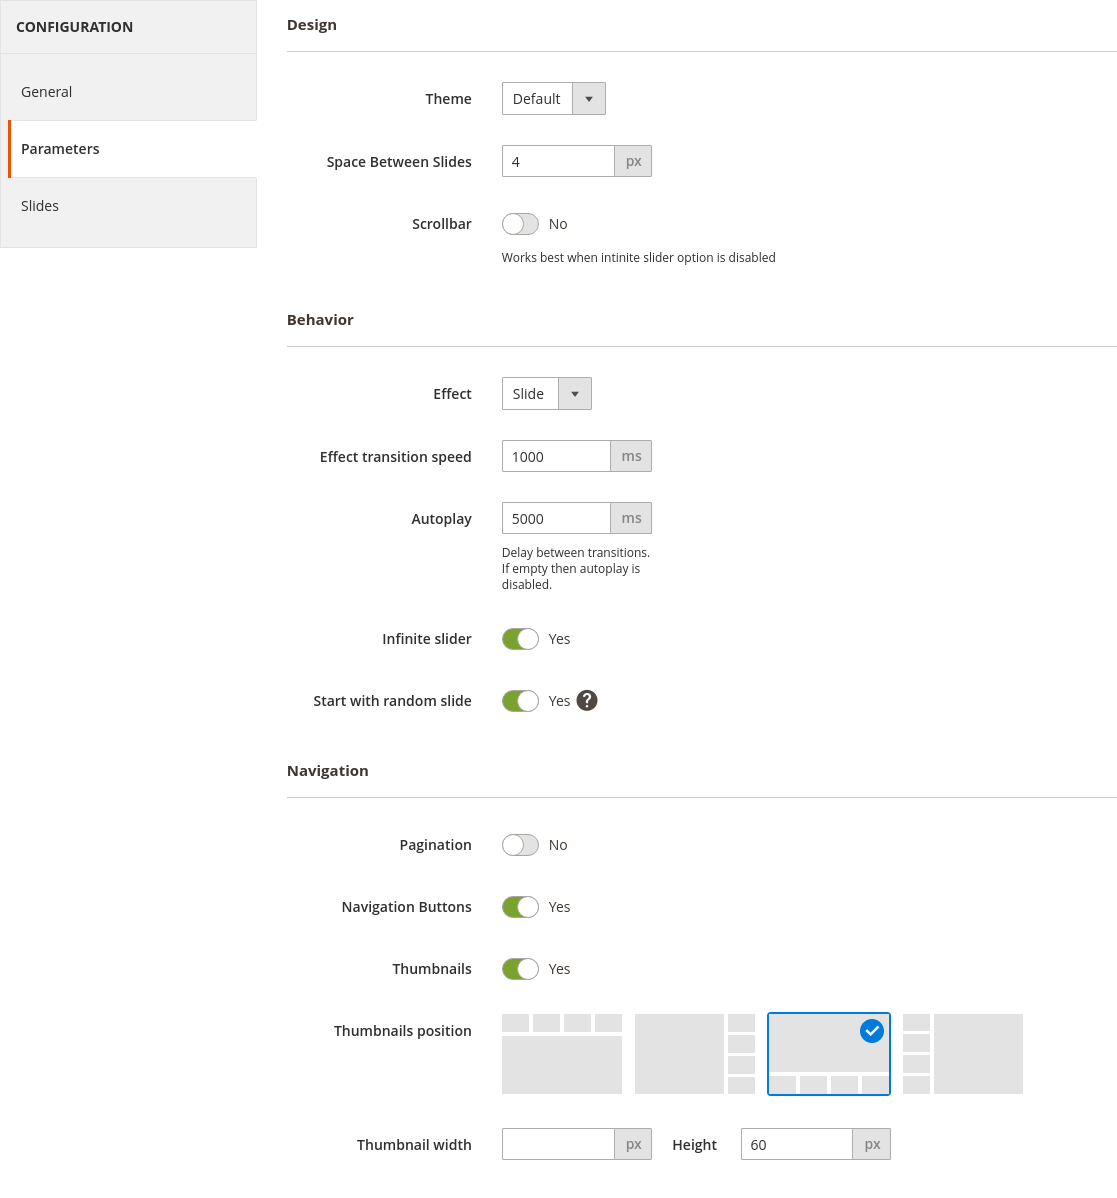 CONFIGURATION
General
Parameters
Slides
Design
Theme Default
Space Between Slides 4 px
Scrollbar No
Works best when intinite slider option is disabled
Behavior
Effect Slide
Effect transition speed 1000 ms
Autoplay 5000 ms
Delay between transitions.
If empty then autoplay is
disabled.
Infinite slider Yes
Start with random slide Yes ?
Navigation
Pagination No
Navigation Buttons Yes
Thumbnails Yes
Thumbnails position
Thumbnail width px Height 60 px